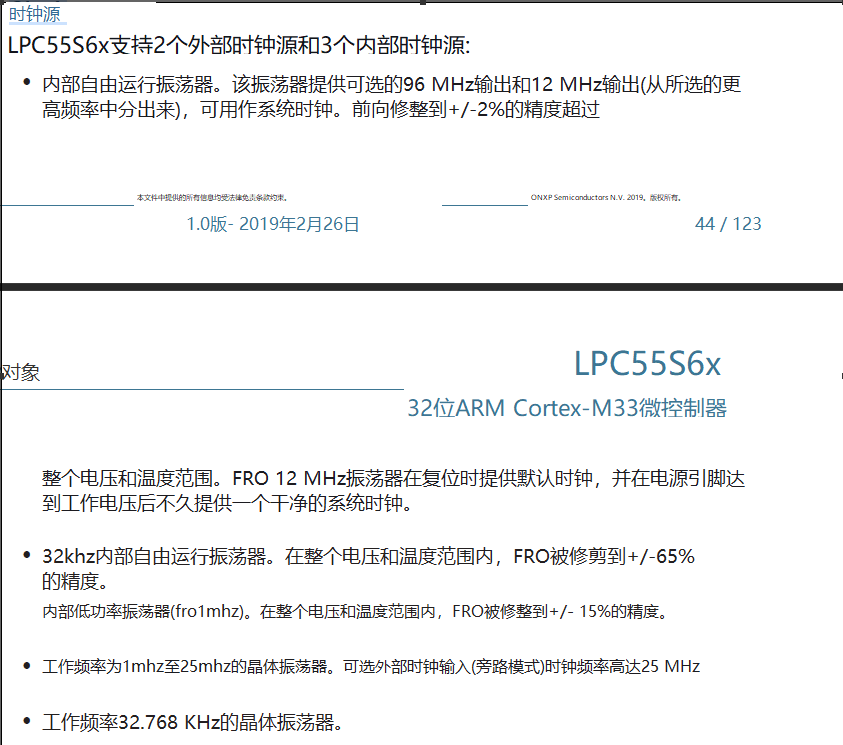 时钟源
LPC55S6x支持2个外部时钟源和3个内部时钟源:
• 内部自由运行振荡器。该振荡器提供可选的96 MHz输出和12 MHz输出(从所选的更
高频率中分出来)，可用作系统时钟。前向修整到+/-2%的精度超过
本文件中提供的所有信息均受法律免责条款约束。
ONXP Semiconductors N.V. 2019。版权所有。
1.0版- 2019年2月26日
44 / 123
对象
LPC55S6x
32位ARM Cortex-M33微控制器
整个电压和温度范围。FRO 12 MHz振荡器在复位时提供默认时钟，并在电源引脚达
到工作电压后不久提供一个干净的系统时钟。
• 32khz内部自由运行振荡器。在整个电压和温度范围内，FRO被修剪到+/-65%
的精度。
内部低功率振荡器(fro1mhz)。在整个电压和温度范围内，FRO被修整到+/- 15%的精度。
• 工作频率为1mhz至25mhz的晶体振荡器。可选外部时钟输入(旁路模式)时钟频率高达25 MHz
• 工作频率32.768 KHz的晶体振荡器。